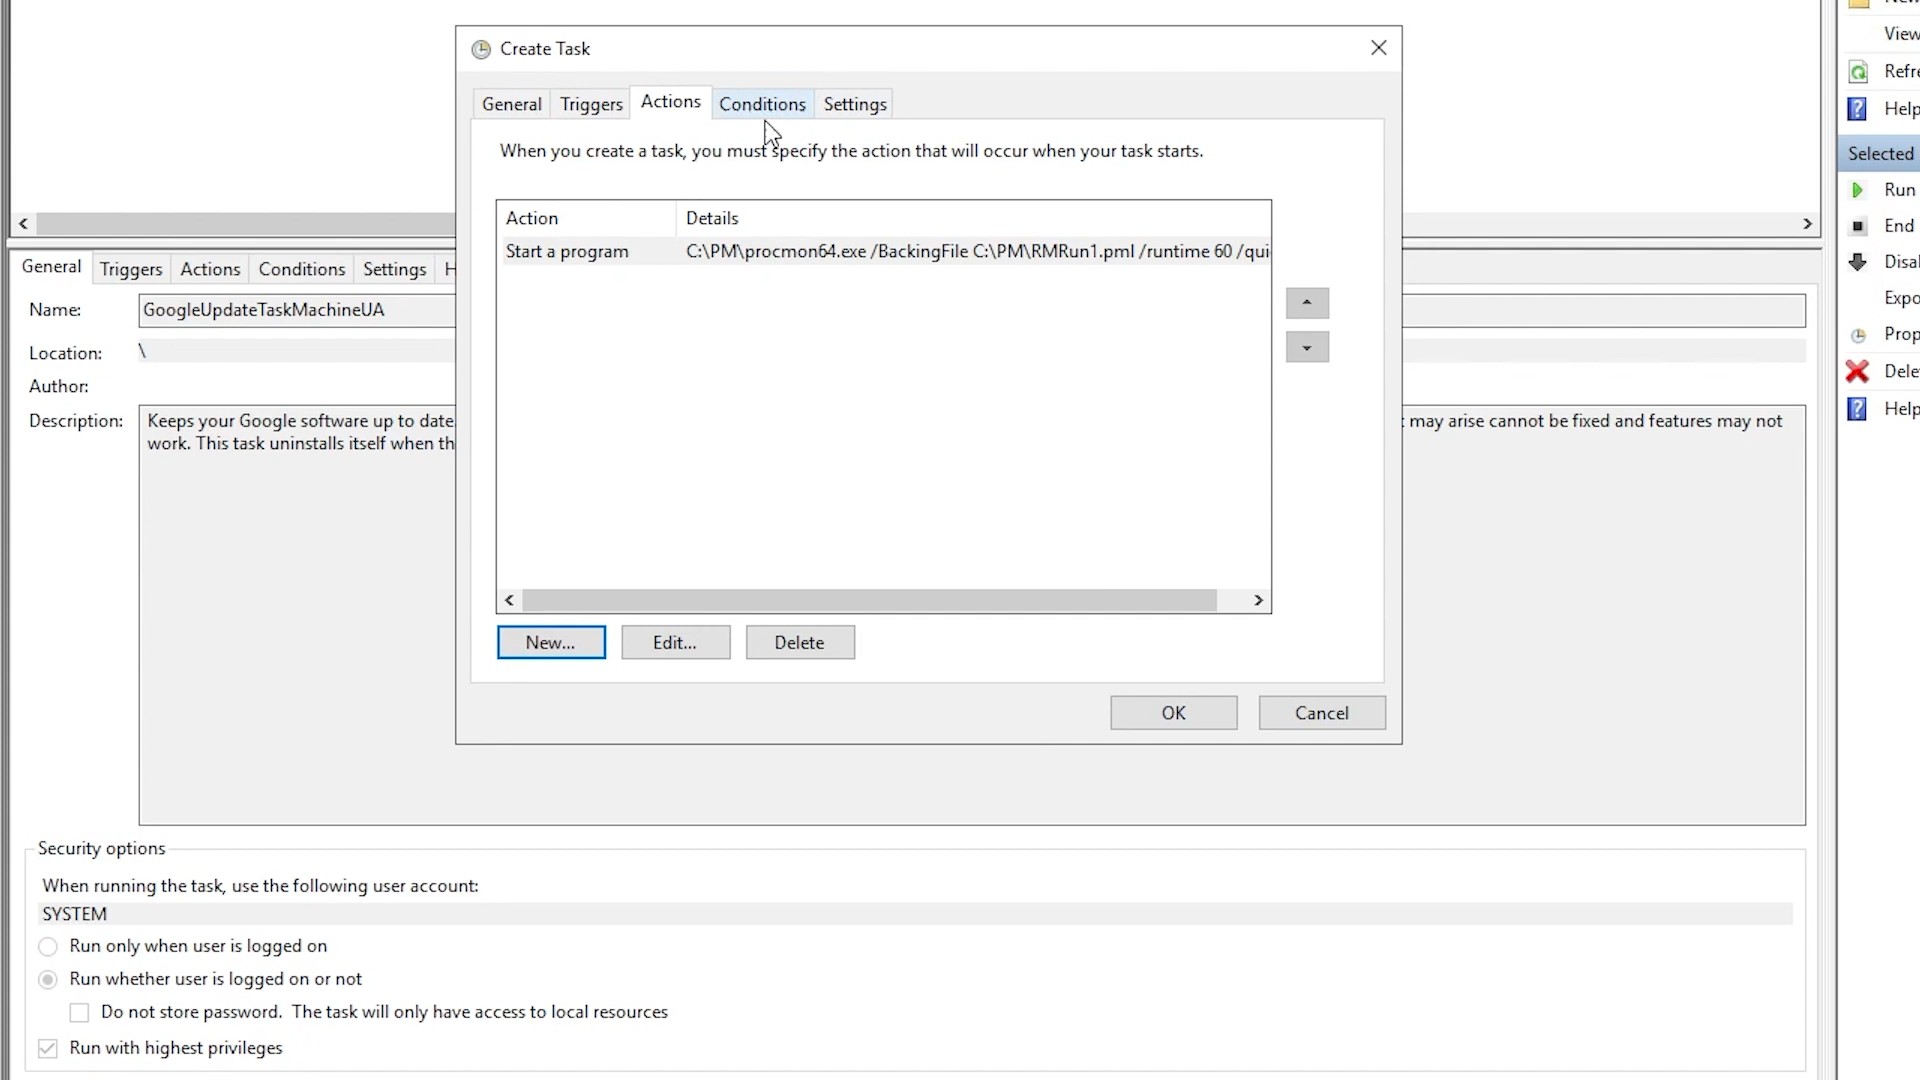 Create Task
General Triggers Actions Conditions Settings
When you create a task, you must specify the action that will occur when your task starts.
Action Details
Start a program C:\PM\procmon64.exe /BackingFile C:\PM\RMRun1.pml /runtime 60 /qui
New... Edit... Delete
OK Cancel
General Triggers Actions Conditions Settings H
Name: GoogleUpdateTaskMachineUA
Location: \
Author:
Description: Keeps your Google software up to date. may arise cannot be fixed and features may not
work. This task uninstalls itself when th
Security options
When running the task, use the following user account:
SYSTEM
Run only when user is logged on
Run whether user is logged on or not
Do not store password. The task will only have access to local resources
Run with highest privileges
View
Refre
Help
Selected
Run
End
Disal
Expo
Prop
Dele
Help